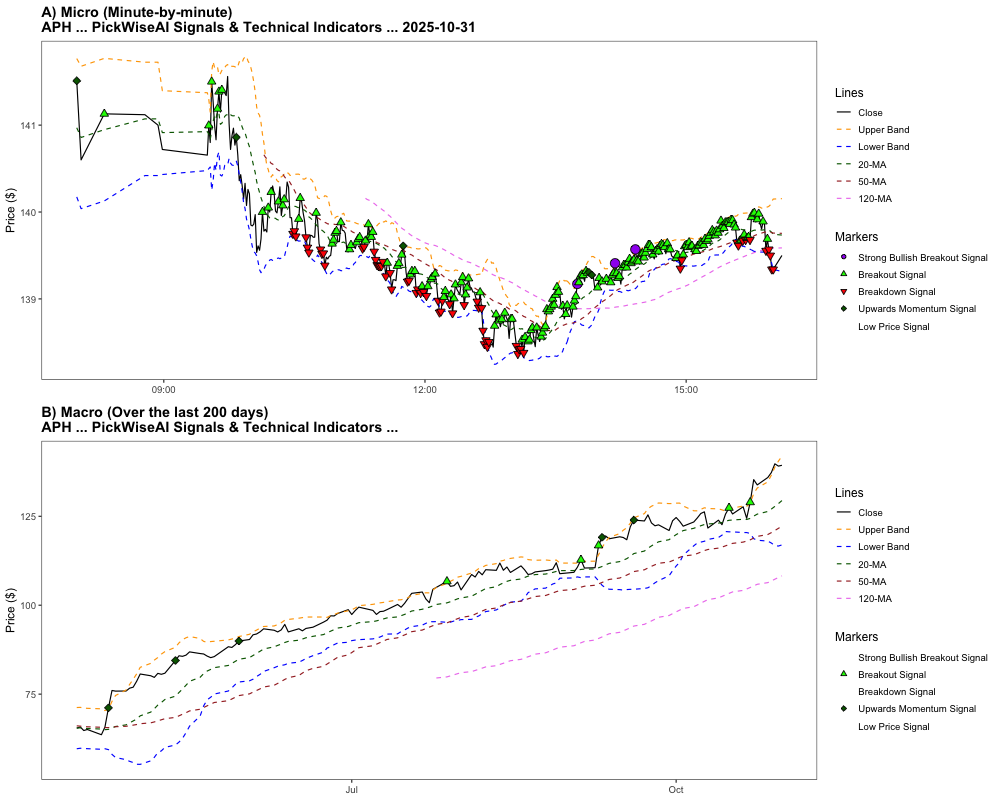 A) Micro (Minute-by-minute)
APH ... PickWiseAI Signals & Technical Indicators ... 2025-10-31
Price ($)
141
140
139
09:00
12:00
15:00
Lines
Close
Upper Band
Lower Band
20-MA
50-MA
120-MA
Markers
Strong Bullish Breakout Signal
Breakout Signal
Breakdown Signal
Upwards Momentum Signal
Low Price Signal
B) Macro (Over the last 200 days)
APH ... PickWiseAI Signals & Technical Indicators ...
Price ($)
125
100
75
Jul
Oct
Lines
Close
Upper Band
Lower Band
20-MA
50-MA
120-MA
Markers
Strong Bullish Breakout Signal
Breakout Signal
Breakdown Signal
Upwards Momentum Signal
Low Price Signal